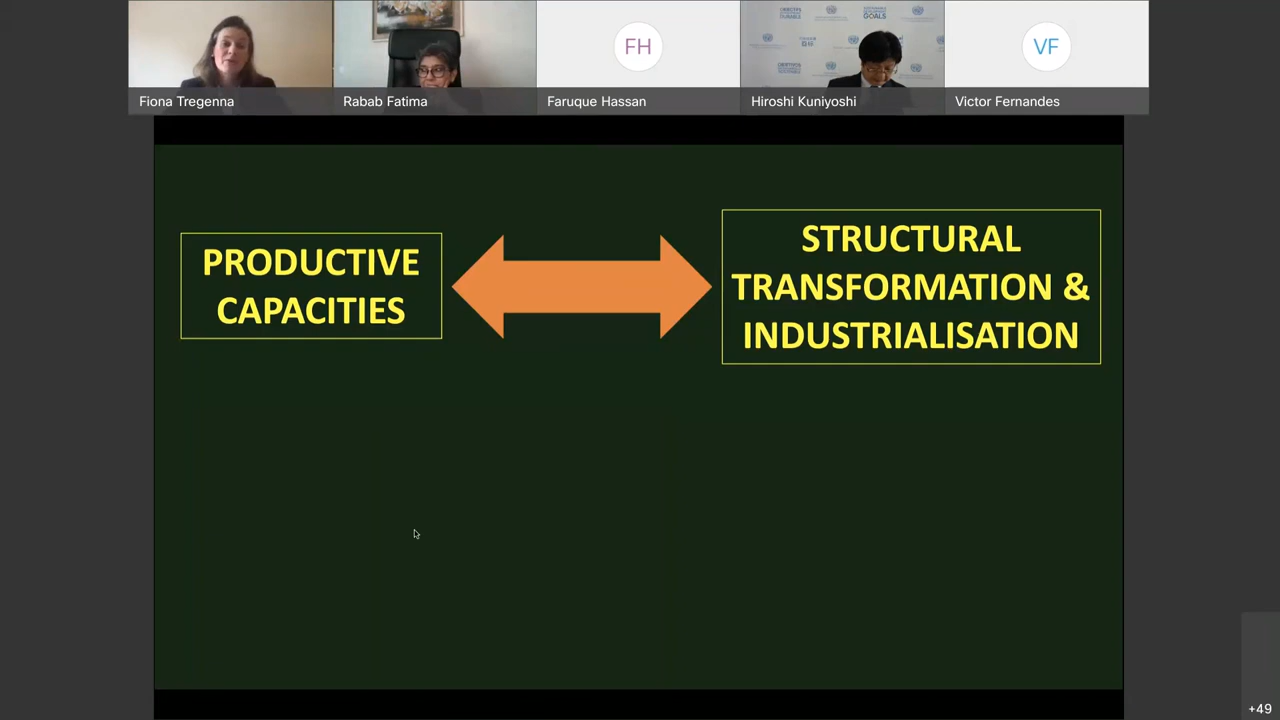 FH
VF
Fiona Tregenna
Rabab Fatima
Faruque Hassan
Hiroshi Kuniyoshi
Victor Fernandes
PRODUCTIVE
CAPACITIES
STRUCTURAL
TRANSFORMATION &
INDUSTRIALISATION
+49